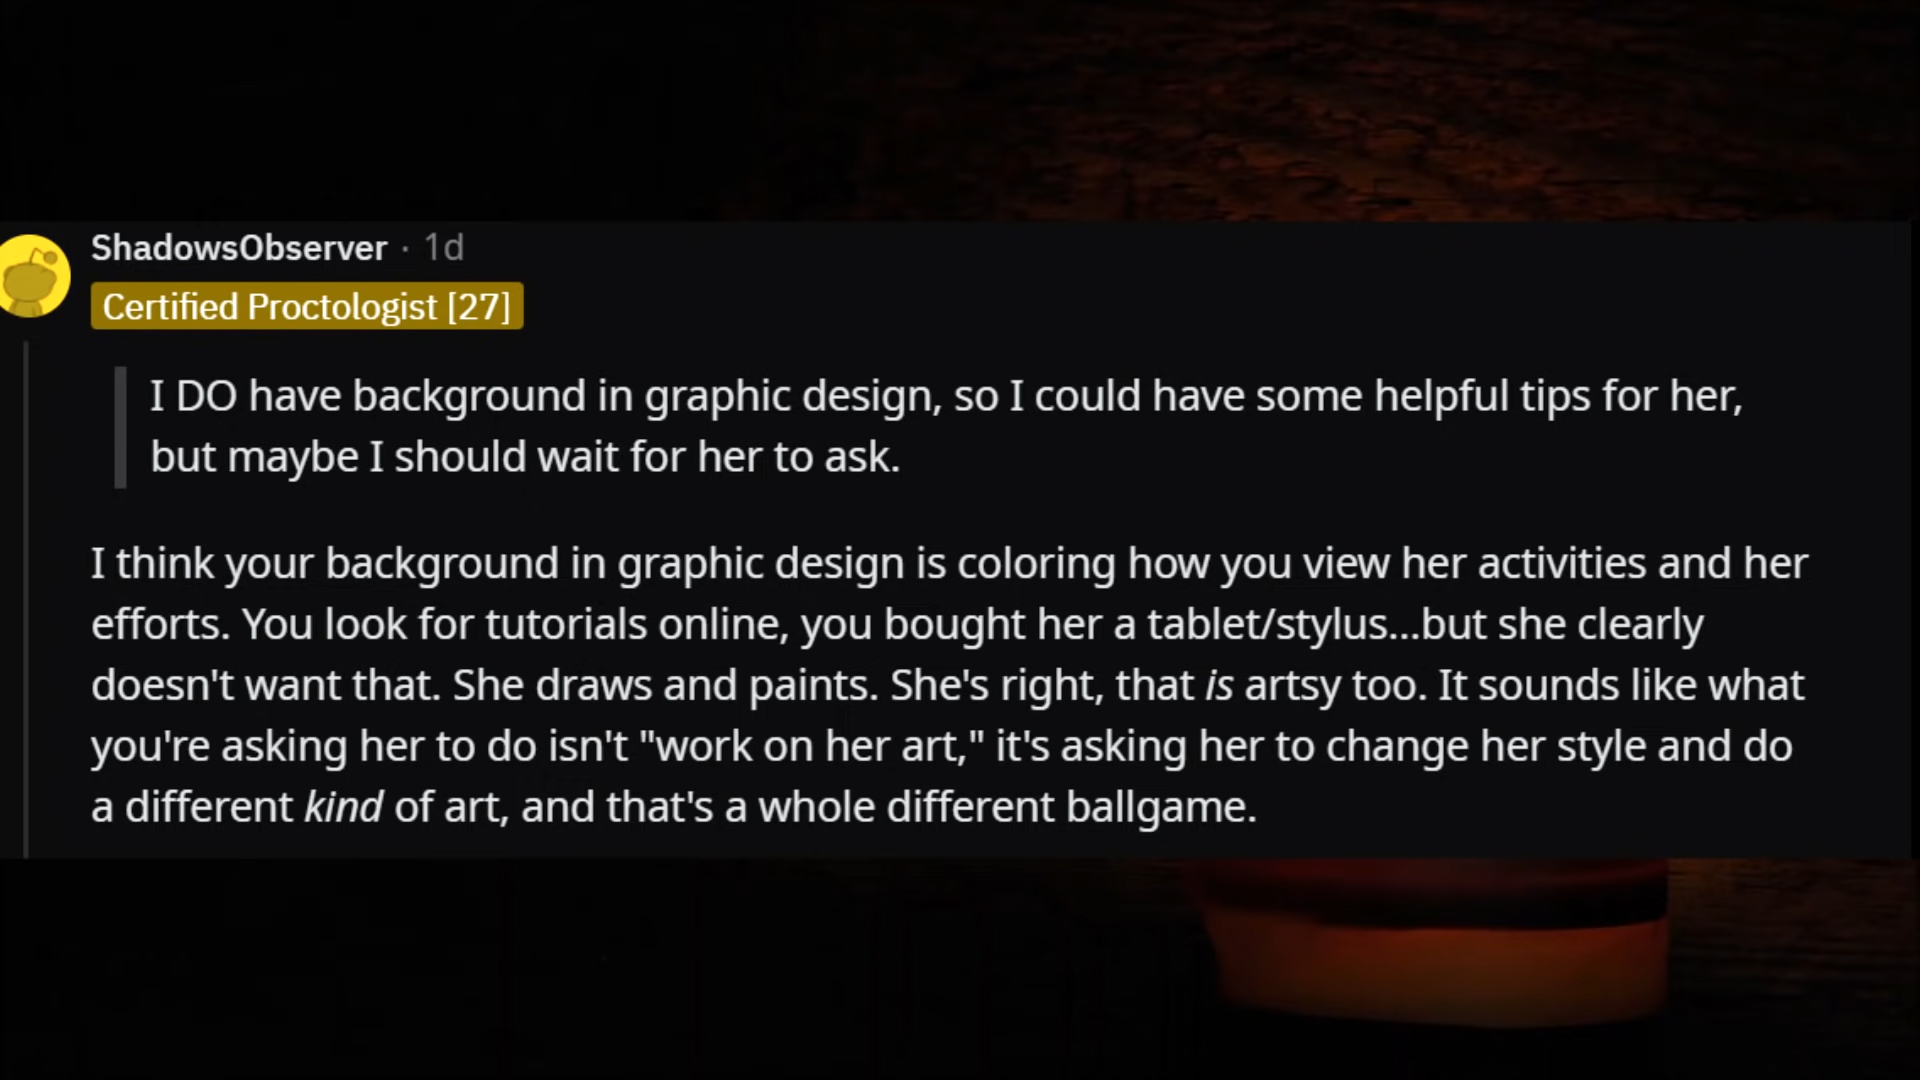 ShadowsObserver · 1d
Certified Proctologist [27]
I DO have background in graphic design, so I could have some helpful tips for her,
but maybe I should wait for her to ask.
I think your background in graphic design is coloring how you view her activities and her
efforts. You look for tutorials online, you bought her a tablet/stylus...but she clearly
doesn't want that. She draws and paints. She's right, that is artsy too. It sounds like what
you're asking her to do isn't "work on her art," it's asking her to change her style and do
a different kind of art, and that's a whole different ballgame.